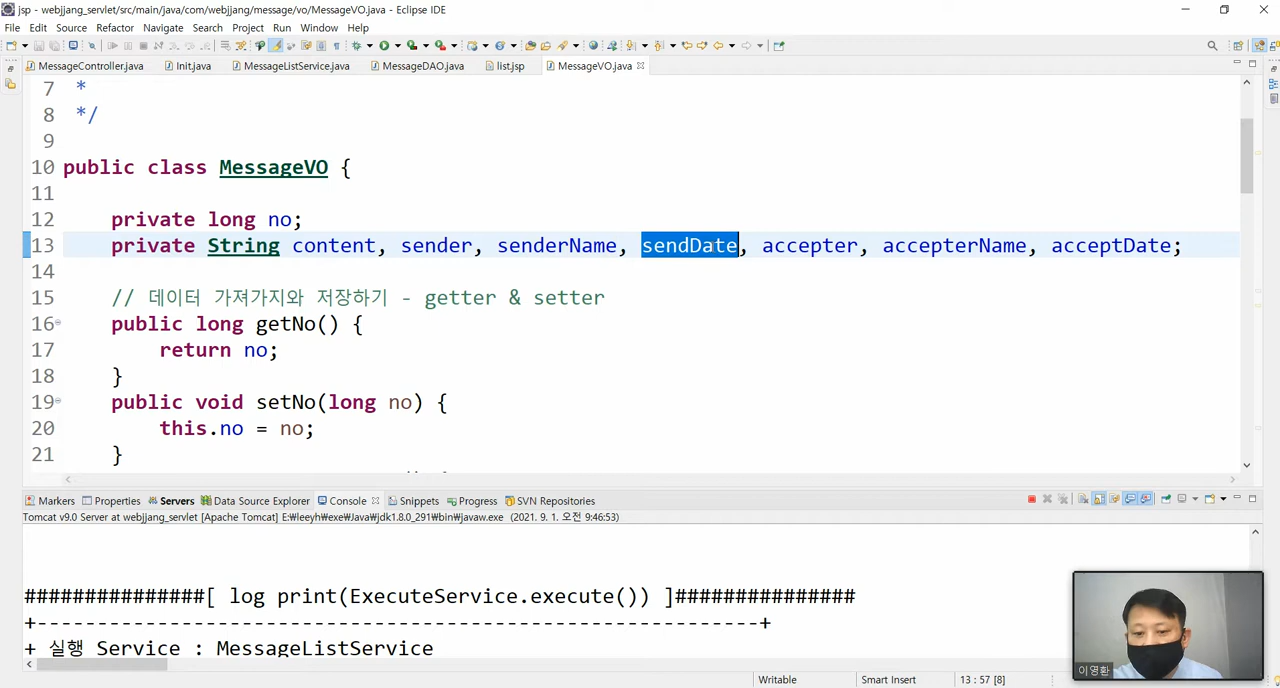 jsp - webjjang_servlet/src/main/java/com/webjjang/message/vo/MessageVO.java - Eclipse IDE
File Edit Source Refactor Navigate Search Project Run Window Help
MessageController.java Init.java MessageListService.java MessageDAO.java list.jsp MessageVO.java
7 *
8 */
9
10 public class MessageVO {
11
12 private long no;
13 private String content, sender, senderName, sendDate, accepter, accepterName, acceptDate;
14
15 // 데이터 가져가지와 저장하기 - getter & setter
16 public long getNo() {
17 return no;
18 }
19 public void setNo(long no) {
20 this.no = no;
21 }
Markers Properties Servers Data Source Explorer Console Snippets Progress SVN Repositories
Tomcat v9.0 Server at webjjang_servlet [Apache Tomcat] E:₩leeyh₩exe₩Java₩jdk1.8.0_291₩bin₩javaw.exe (2021. 9. 1. 오전 9:46:53)
###############[ log print(ExecuteService.execute()) ]###############
+------------------------------------------------------------+
+ 실행 Service : MessageListService
이영환
Writable Smart Insert 13 : 57 [8]